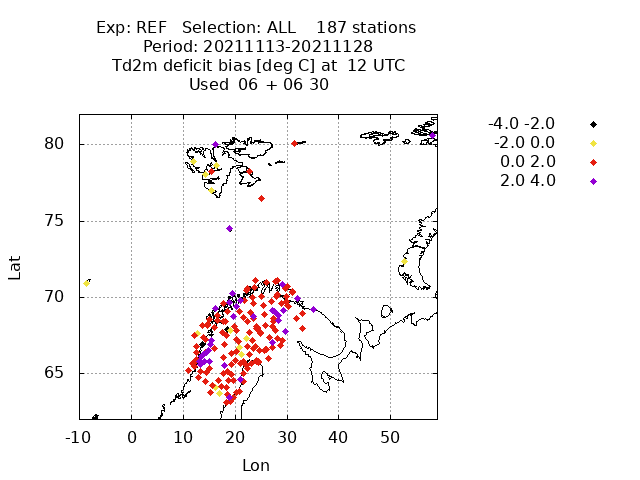 Exp: REF Selection: ALL 187 stations
Period: 20211113-20211128
Td2m deficit bias [deg C] at 12 UTC
Used 06 + 06 30
-4.0 -2.0
-2.0 0.0
0.0 2.0
2.0 4.0
80
75
70
65
Lat
-10 0 10 20 30 40 50
Lon